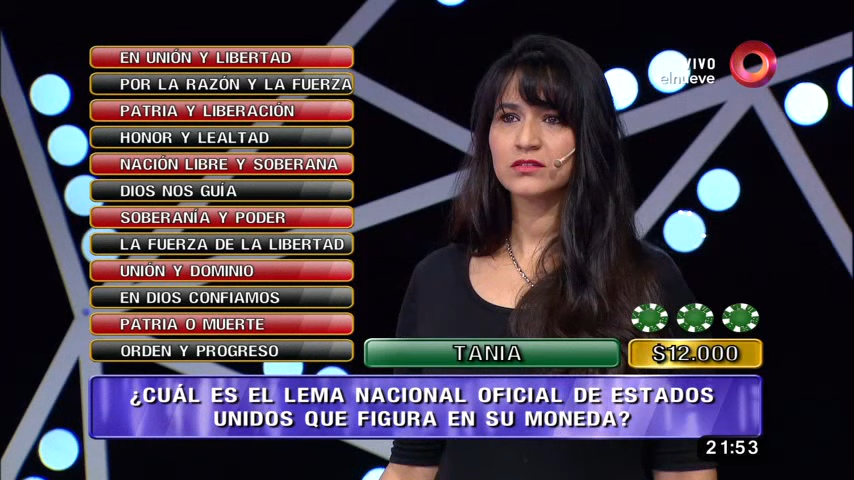 EN UNIÓN Y LIBERTAD
POR LA RAZÓN Y LA FUERZA
PATRIA Y LIBERACIÓN
HONOR Y LEALTAD
NACIÓN LIBRE Y SOBERANA
DIOS NOS GUÍA
SOBERANÍA Y PODER
LA FUERZA DE LA LIBERTAD
UNIÓN Y DOMINIO
EN DIOS CONFIAMOS
PATRIA O MUERTE
ORDEN Y PROGRESO
VIVO
elnueve
TANIA
$12.000
¿CUÁL ES EL LEMA NACIONAL OFICIAL DE ESTADOS
UNIDOS QUE FIGURA EN SU MONEDA?
21:53